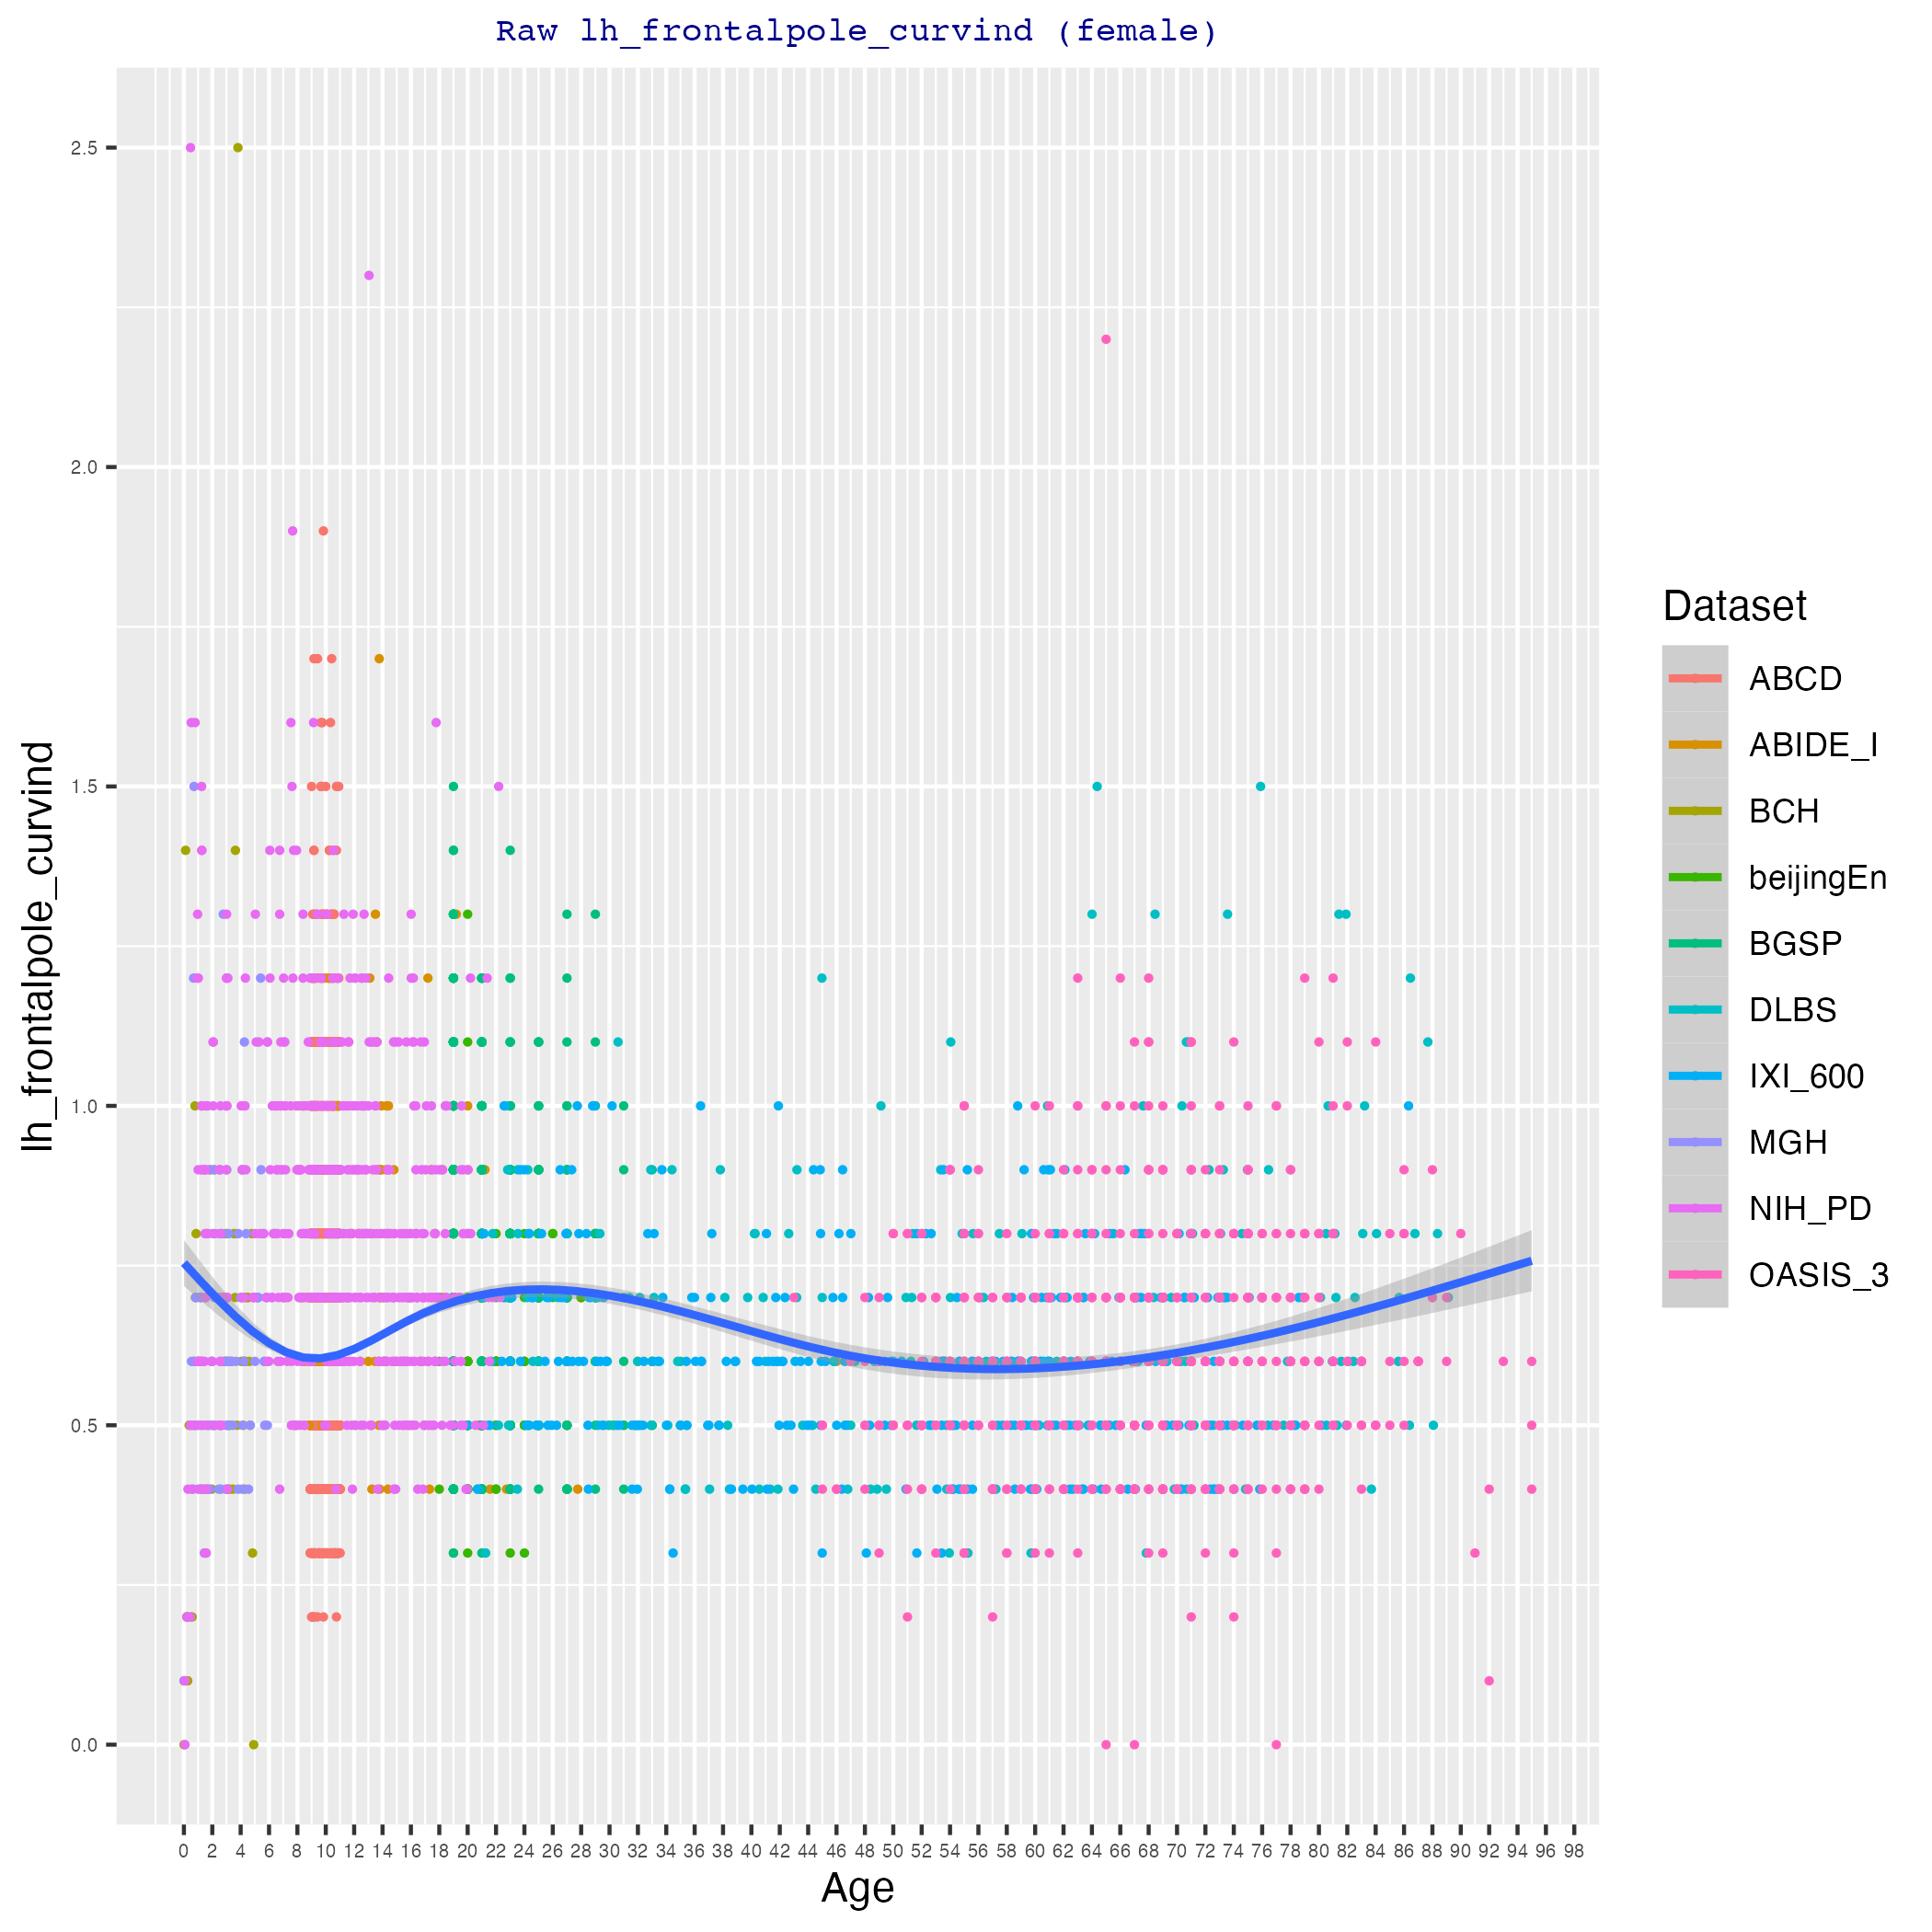 Raw lh_frontalpole_curvind (female)
lh_frontalpole_curvind
2.5
2.0
1.5
1.0
0.5
0.0
0 2 4 6 8 10 12 14 16 18 20 22 24 26 28 30 32 34 36 38 40 42 44 46 48 50 52 54 56 58 60 62 64 66 68 70 72 74 76 78 80 82 84 86 88 90 92 94 96 98
Age
Dataset
ABCD
ABIDE_I
BCH
beijingEn
BGSP
DLBS
IXI_600
MGH
NIH_PD
OASIS_3